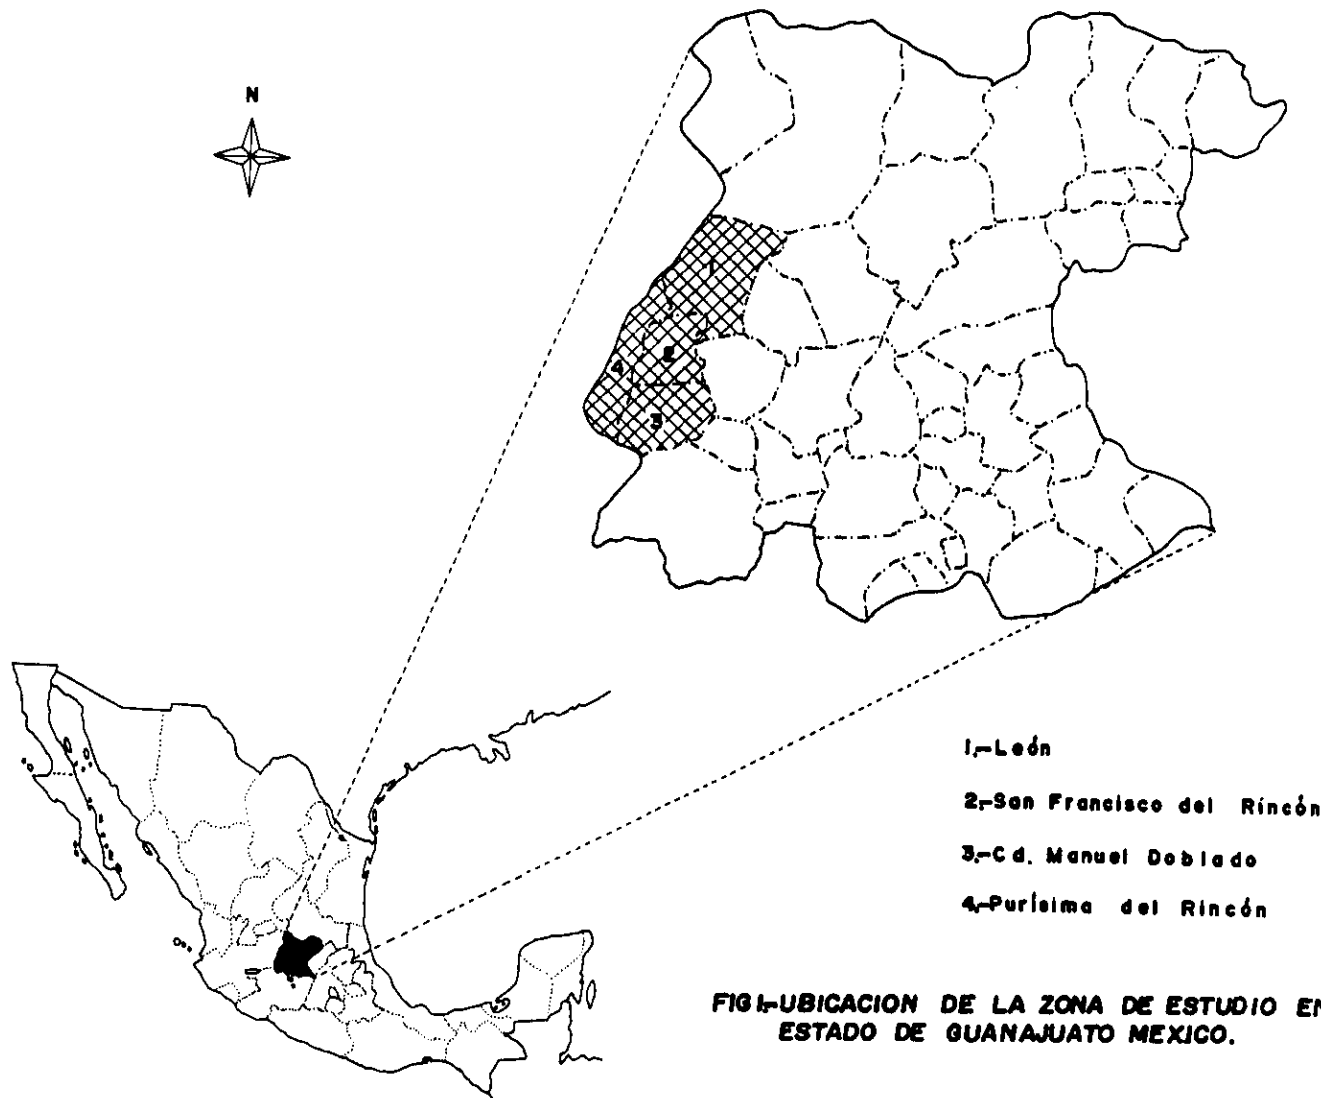 N
1
2
4
3
1,-León
2,-San Francisco del Rincón
3,-Cd. Manuel Doblado
4,-Purísima del Rincón
FIG 1,-UBICACION DE LA ZONA DE ESTUDIO EN
ESTADO DE GUANAJUATO MEXICO.